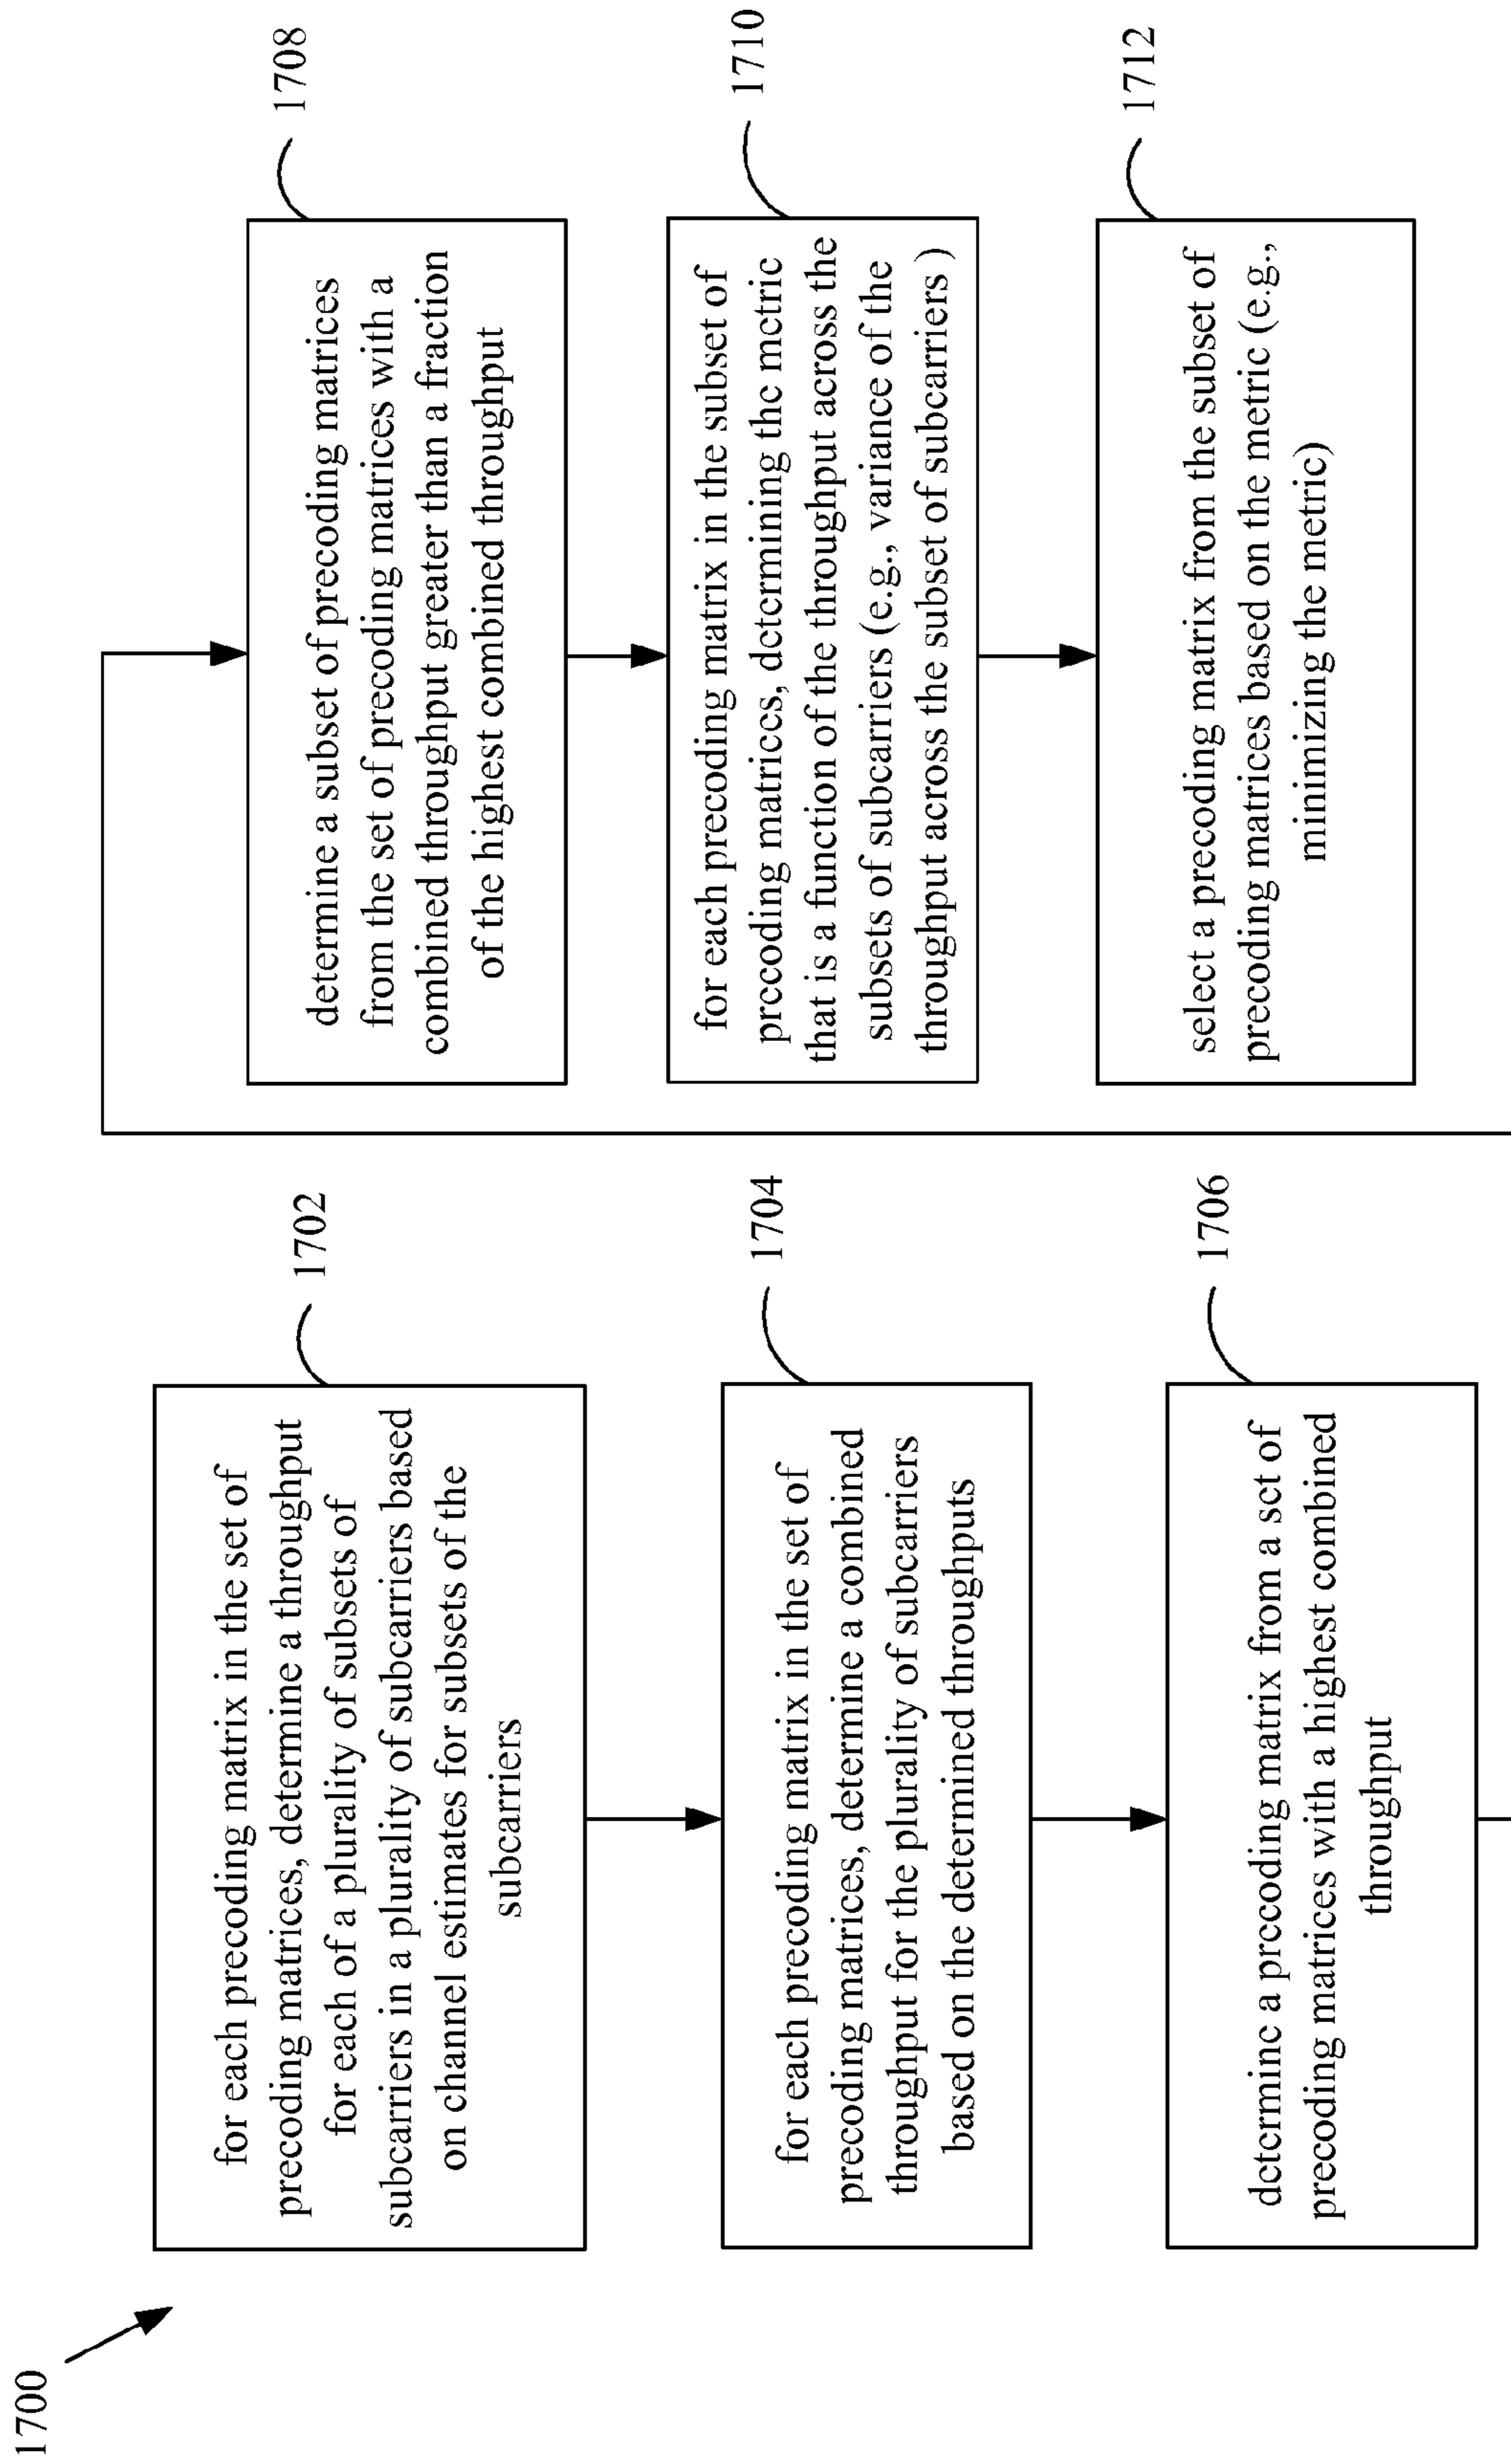 1700
1702
for each precoding matrix in the set of
precoding matrices, determine a throughput
for each of a plurality of subsets of
subcarriers in a plurality of subcarriers based
on channel estimates for subsets of the
subcarriers
1704
for each precoding matrix in the set of
precoding matrices, determine a combined
throughput for the plurality of subcarriers
based on the determined throughputs
1706
determine a precoding matrix from a set of
precoding matrices with a highest combined
throughput
1708
determine a subset of precoding matrices
from the set of precoding matrices with a
combined throughput greater than a fraction
of the highest combined throughput
1710
for each precoding matrix in the subset of
precoding matrices, determining the metric
that is a function of the throughput across the
subsets of subcarriers (e.g., variance of the
throughput across the subset of subcarriers )
1712
select a precoding matrix from the subset of
precoding matrices based on the metric (e.g.,
minimizing the metric)